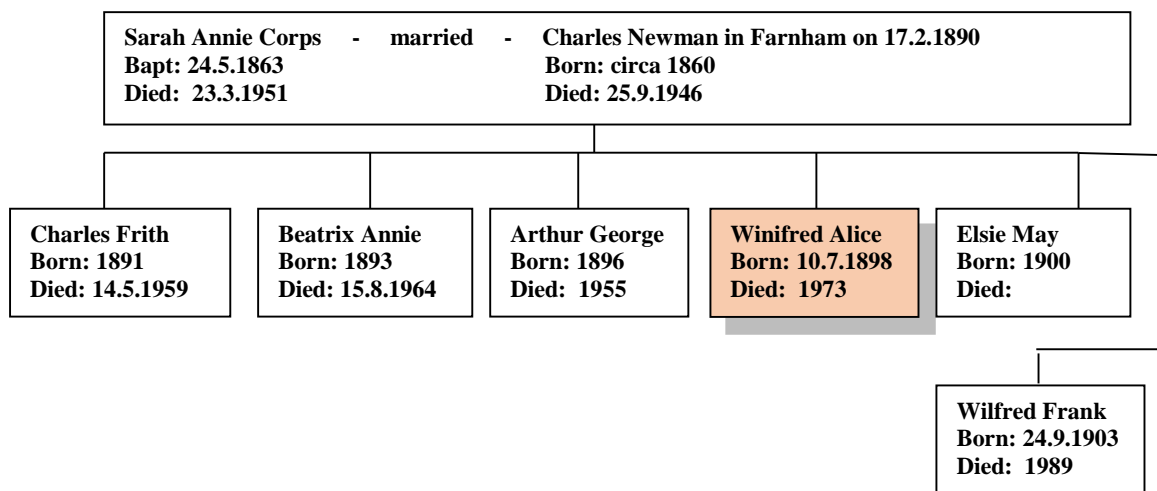 Sarah Annie Corps - married - Charles Newman in Farnham on 17.2.1890
Bapt: 24.5.1863 Born: circa 1860
Died: 23.3.1951 Died: 25.9.1946
Charles Frith
Born: 1891
Died: 14.5.1959
Beatrix Annie
Born: 1893
Died: 15.8.1964
Arthur George
Born: 1896
Died: 1955
Winifred Alice
Born: 10.7.1898
Died: 1973
Elsie May
Born: 1900
Died:
Wilfred Frank
Born: 24.9.1903
Died: 1989